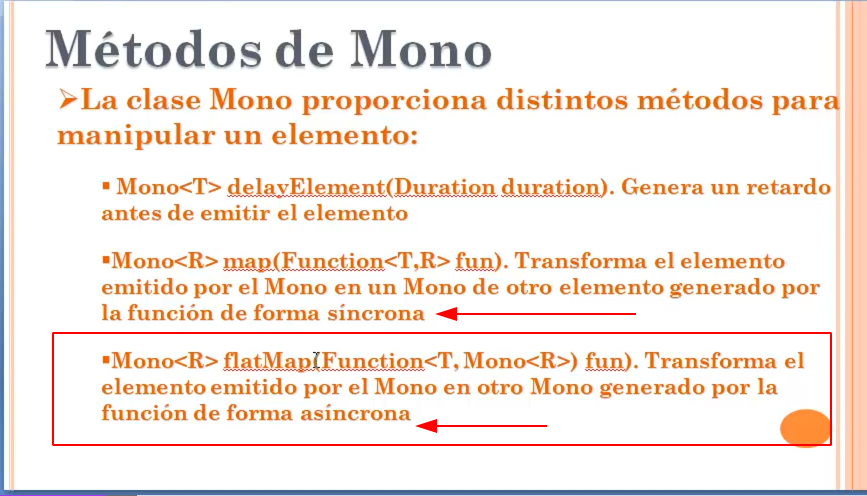 Métodos de Mono
➢La clase Mono proporciona distintos métodos para
manipular un elemento:
▪ Mono<T> delayElement(Duration duration). Genera un retardo
antes de emitir el elemento
▪Mono<R> map(Function<T,R> fun). Transforma el elemento
emitido por el Mono en un Mono de otro elemento generado por
la función de forma síncrona
▪Mono<R> flatMap(Function<T, Mono<R>) fun). Transforma el
elemento emitido por el Mono en otro Mono generado por la
función de forma asíncrona